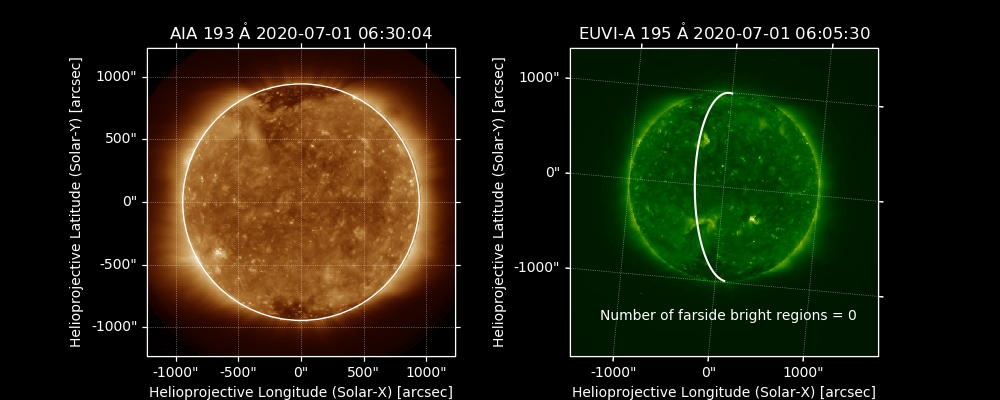 AIA 193 Å 2020-07-01 06:30:04
Helioprojective Latitude (Solar-Y) [arcsec]
1000"
500"
0"
-500"
-1000"
-1000"
-500"
0"
500"
1000"
Helioprojective Longitude (Solar-X) [arcsec]
EUVI-A 195 Å 2020-07-01 06:05:30
Helioprojective Latitude (Solar-Y) [arcsec]
1000"
0"
-1000"
Number of farside bright regions = 0
-1000"
0"
1000"
Helioprojective Longitude (Solar-X) [arcsec]